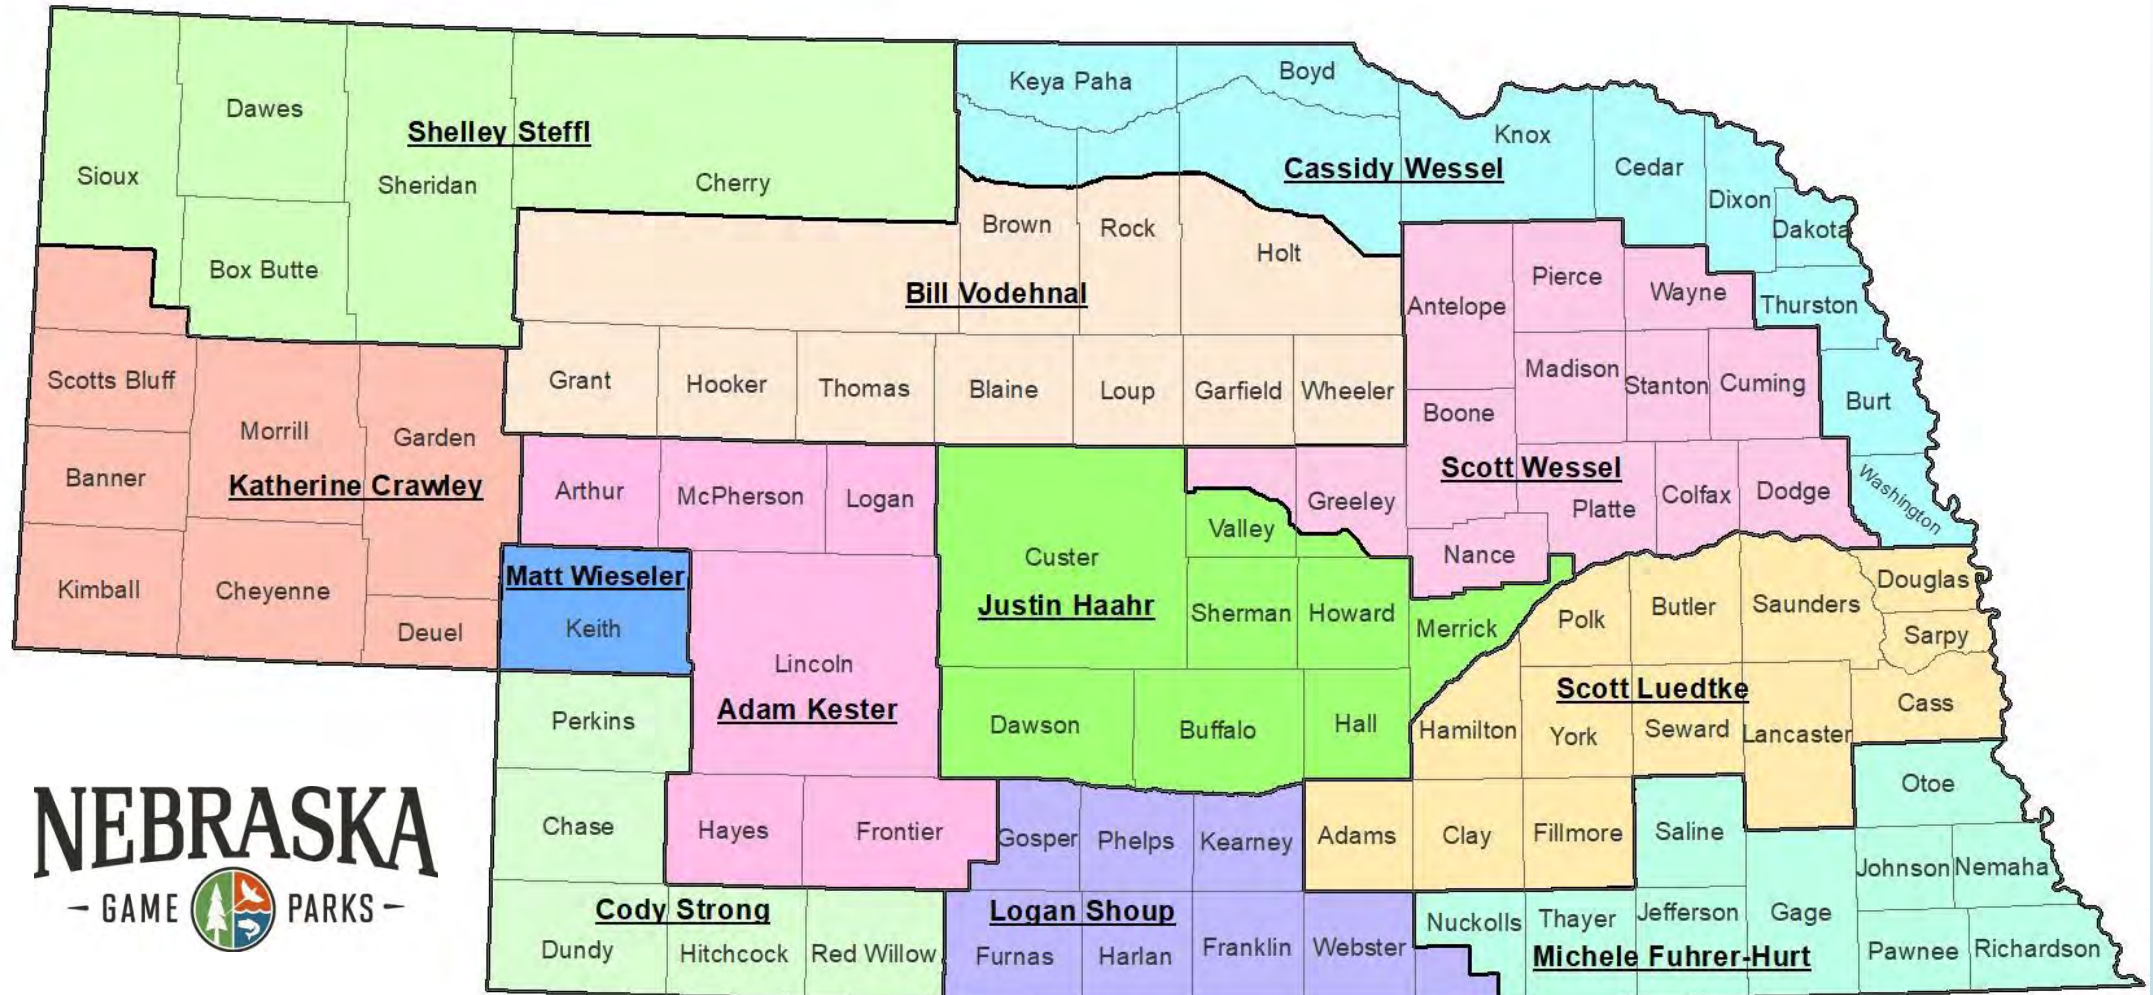 Keya Paha
Boyd
Dawes
Shelley Steffl
Knox
Sioux
Sheridan
Cherry
Cassidy Wessel
Cedar
Dixon
Dakota
Box Butte
Brown
Rock
Holt
Bill Vodehnal
Antelope
Pierce
Wayne
Thurston
Scotts Bluff
Grant
Hooker
Thomas
Blaine
Loup
Garfield
Wheeler
Madison
Stanton
Cuming
Burt
Boone
Morrill
Garden
Banner
Katherine Crawley
Arthur
McPherson
Logan
Greeley
Scott Wessel
Platte
Colfax
Dodge
Washington
Valley
Custer
Nance
Kimball
Cheyenne
Deuel
Matt Wieseler
Keith
Justin Haahr
Sherman
Howard
Merrick
Polk
Butler
Saunders
Douglas
Sarpy
Lincoln
Adam Kester
Perkins
Dawson
Buffalo
Hall
Hamilton
Scott Luedtke
York
Seward
Lancaster
Cass
Otoe
Chase
Hayes
Frontier
Gosper
Phelps
Kearney
Adams
Clay
Fillmore
Saline
Johnson
Nemaha
Cody Strong
Dundy
Hitchcock
Red Willow
Logan Shoup
Furnas
Harlan
Franklin
Webster
Nuckolls
Thayer
Jefferson
Gage
Michele Fuhrer-Hurt
Pawnee
Richardson
NEBRASKA
GAME PARKS